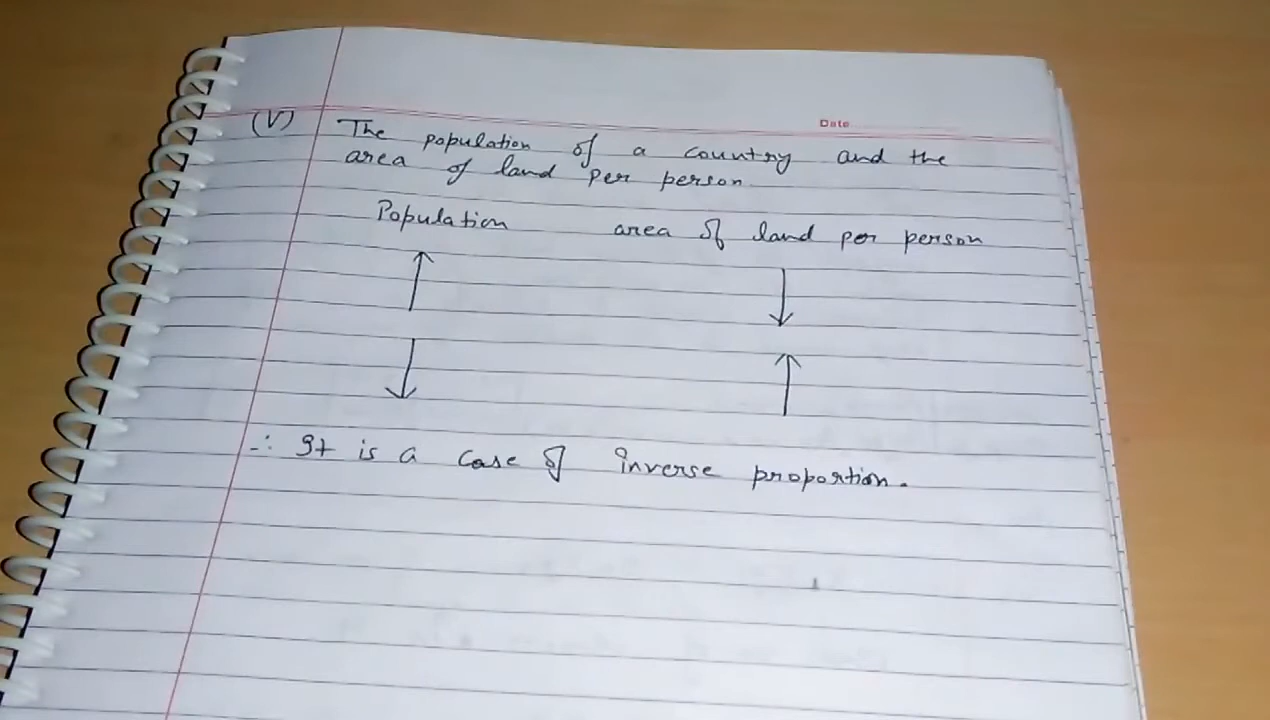 Date
(V) The population of a country and the
area of land per person
Population area of land per person
∴ It is a case of inverse proportion.